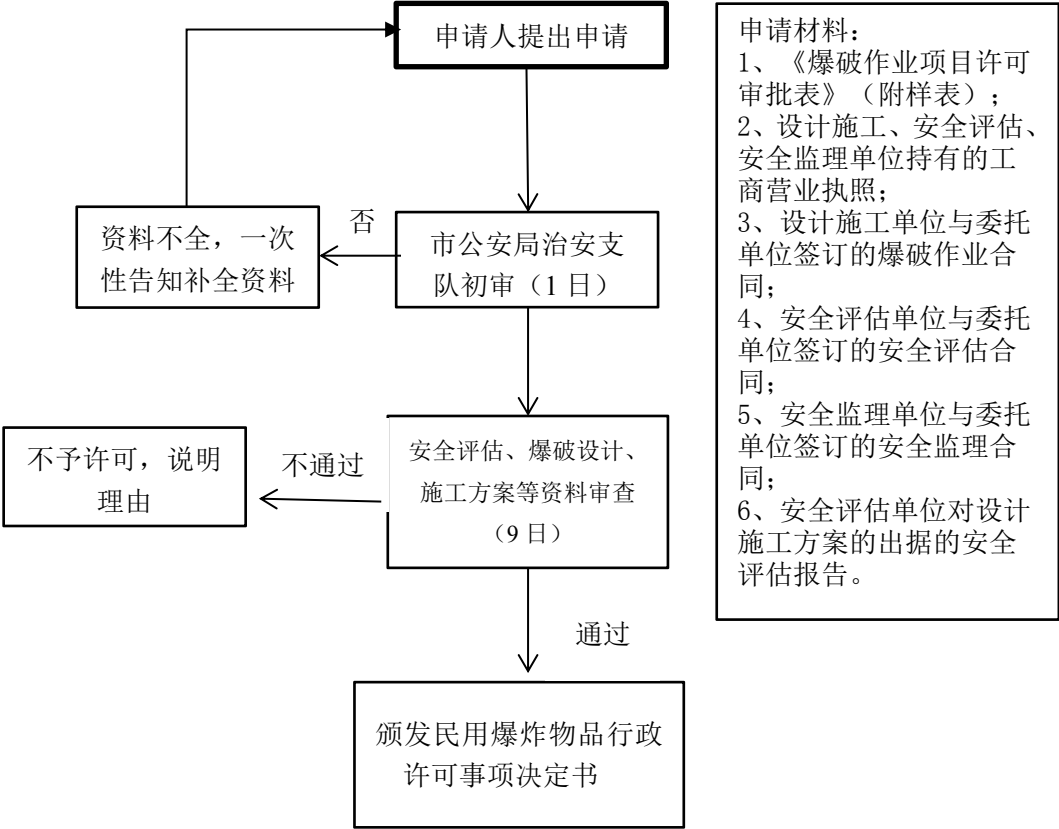 申请人提出申请
否
资料不全，一次
性告知补全资料
市公安局治安支
队初审（1 日）
不予许可，说明
理由
不通过
安全评估、爆破设计、
施工方案等资料审查
（9 日）
通过
颁发民用爆炸物品行政
许可事项决定书
申请材料：
1、《爆破作业项目许可
审批表》（附样表）；
2、设计施工、安全评估、
安全监理单位持有的工
商营业执照；
3、设计施工单位与委托
单位签订的爆破作业合
同；
4、安全评估单位与委托
单位签订的安全评估合
同；
5、安全监理单位与委托
单位签订的安全监理合
同；
6、安全评估单位对设计
施工方案的出据的安全
评估报告。